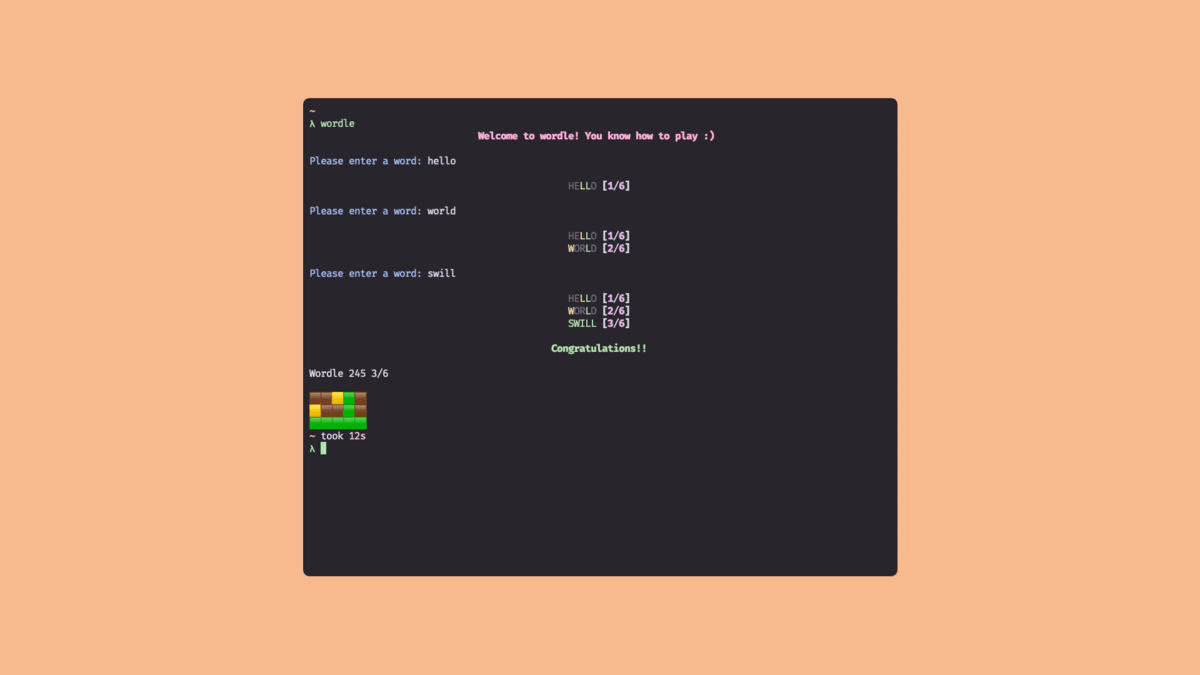 ~
λ wordle
Welcome to wordle! You know how to play :)
Please enter a word: hello
HELLO [1/6]
Please enter a word: world
HELLO [1/6]
WORLD [2/6]
Please enter a word: swill
HELLO [1/6]
WORLD [2/6]
SWILL [3/6]
Congratulations!!
Wordle 245 3/6
~ took 12s
λ